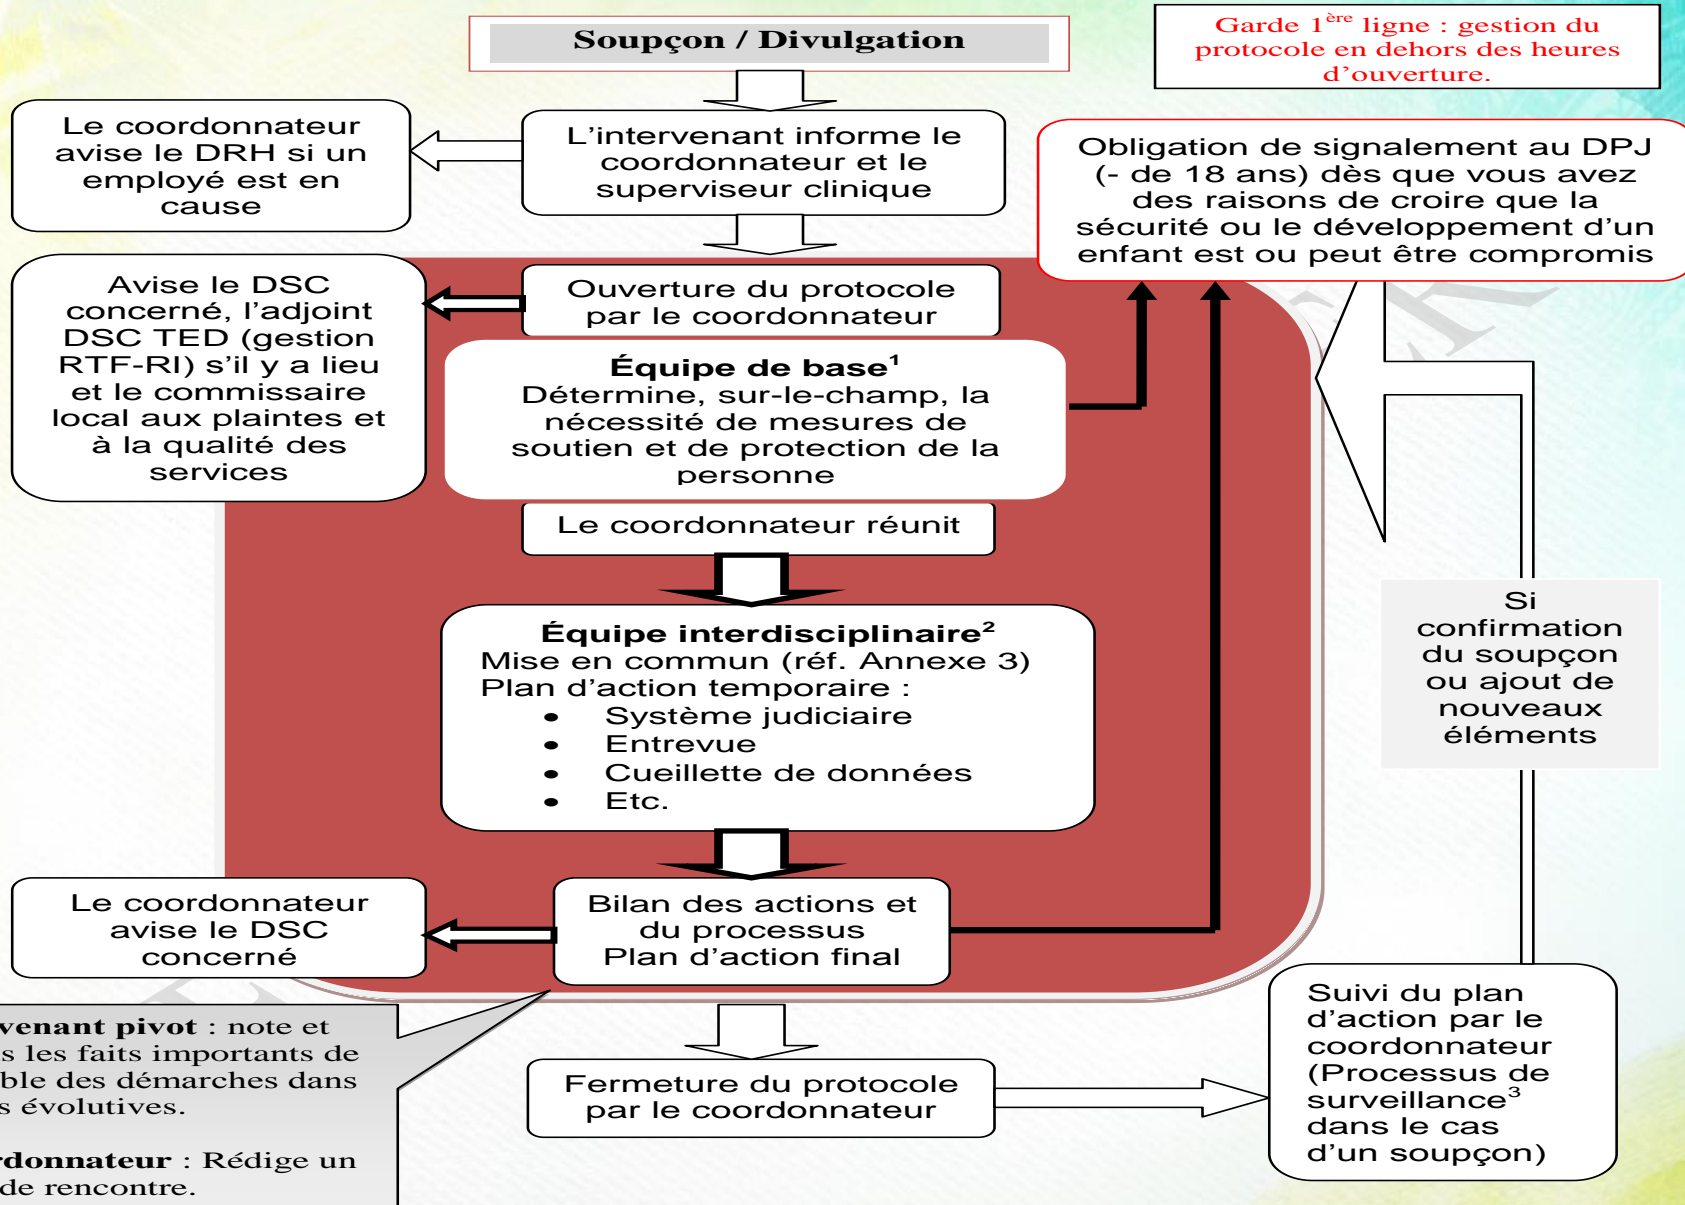 Soupçon / Divulgation
Garde 1ère ligne : gestion du
protocole en dehors des heures
d’ouverture.
Le coordonnateur
avise le DRH si un
employé est en
cause
L’intervenant informe le
coordonnateur et le
superviseur clinique
Obligation de signalement au DPJ
(- de 18 ans) dès que vous avez
des raisons de croire que la
sécurité ou le développement d’un
enfant est ou peut être compromis
Avise le DSC
concerné, l’adjoint
DSC TED (gestion
RTF-RI) s’il y a lieu
et le commissaire
local aux plaintes et
à la qualité des
services
Ouverture du protocole
par le coordonnateur
Équipe de base¹
Détermine, sur-le-champ, la
nécessité de mesures de
soutien et de protection de la
personne
Le coordonnateur réunit
Équipe interdisciplinaire²
Mise en commun (réf. Annexe 3)
Plan d’action temporaire :
• Système judiciaire
• Entrevue
• Cueillette de données
• Etc.
Si
confirmation
du soupçon
ou ajout de
nouveaux
éléments
Le coordonnateur
avise le DSC
concerné
Bilan des actions et
du processus
Plan d’action final
venant pivot : note et
s les faits importants de
ble des démarches dans
s évolutives.
rdonnateur : Rédige un
de rencontre.
Fermeture du protocole
par le coordonnateur
Suivi du plan
d’action par le
coordonnateur
(Processus de
surveillance³
dans le cas
d’un soupçon)